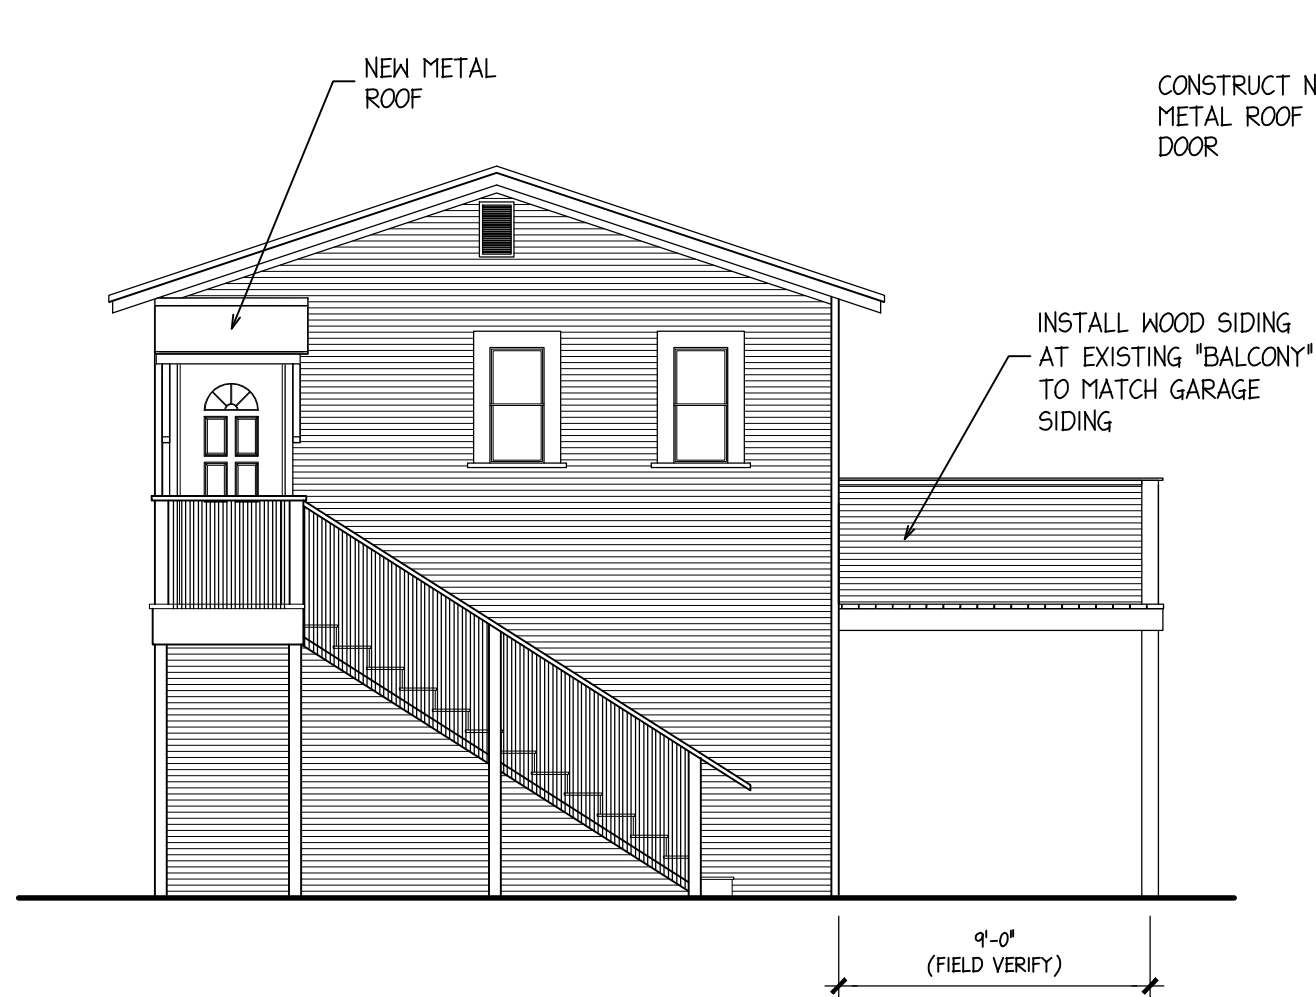 NEW METAL
ROOF
CONSTRUCT N
METAL ROOF
DOOR
INSTALL WOOD SIDING
AT EXISTING "BALCONY"
TO MATCH GARAGE
SIDING
9'-0"
(FIELD VERIFY)